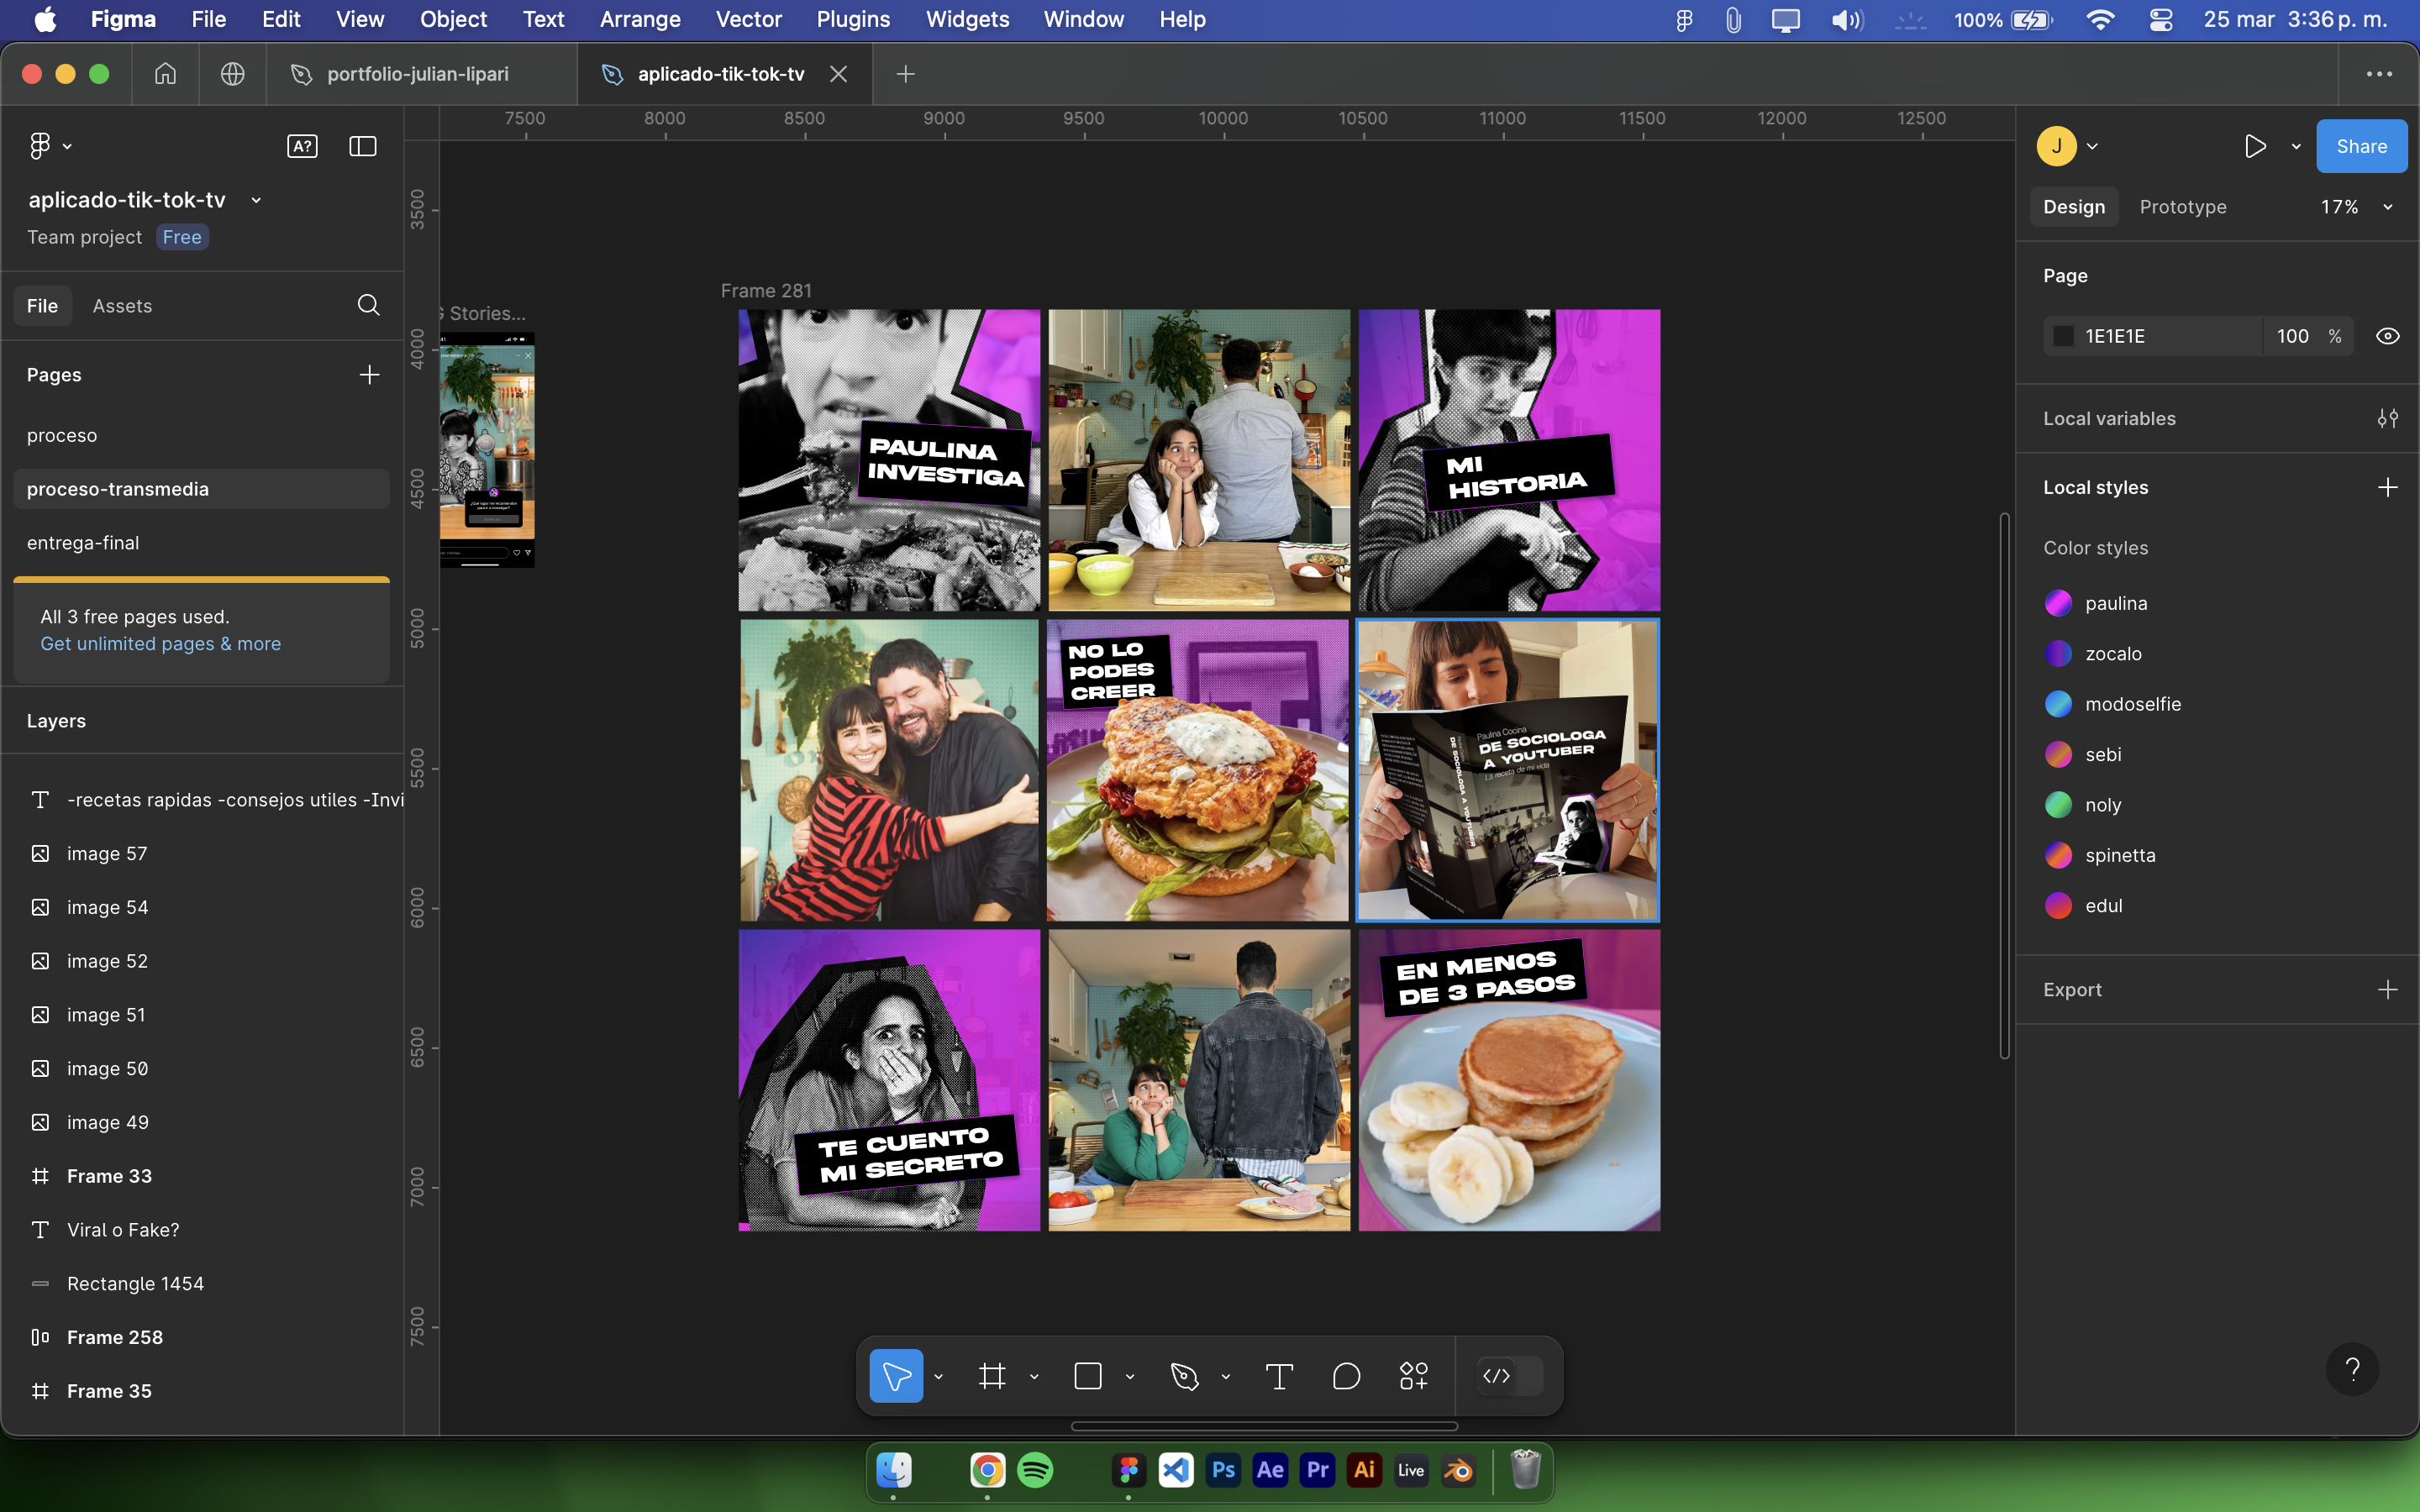 Figma File Edit View Object Text Arrange Vector Plugins Widgets Window Help 100% 25 mar 3:36 p. m.
portfolio-julian-lipari aplicado-tik-tok-tv
7500 8000 8500 9000 9500 10000 10500 11000 11500 12000 12500
A?
J
Share
aplicado-tik-tok-tv
Team project Free
Design Prototype 17%
File Assets
Page
1E1E1E 100 %
Pages
proceso
proceso-transmedia
entrega-final
All 3 free pages used.
Get unlimited pages & more
Layers
-recetas rapidas -consejos utiles -Invi
image 57
image 54
image 52
image 51
image 50
image 49
Frame 33
Viral o Fake?
Rectangle 1454
Frame 258
Frame 35
3500
4000
4500
5000
5500
6000
6500
7000
7500
Stories...
Frame 281
PAULINA
INVESTIGA
MI
HISTORIA
NO LO
PODES
CREER
Paulina Cocina
DE SOCIOLOGA
A YOUTUBER
La receta de mi vida
DE SOCIOLOGA A YOUTUBER
TE CUENTO
MI SECRETO
EN MENOS
DE 3 PASOS
Local variables
Local styles
Color styles
paulina
zocalo
modoselfie
sebi
noly
spinetta
edul
Export
?
Ps Ae Pr Ai Live